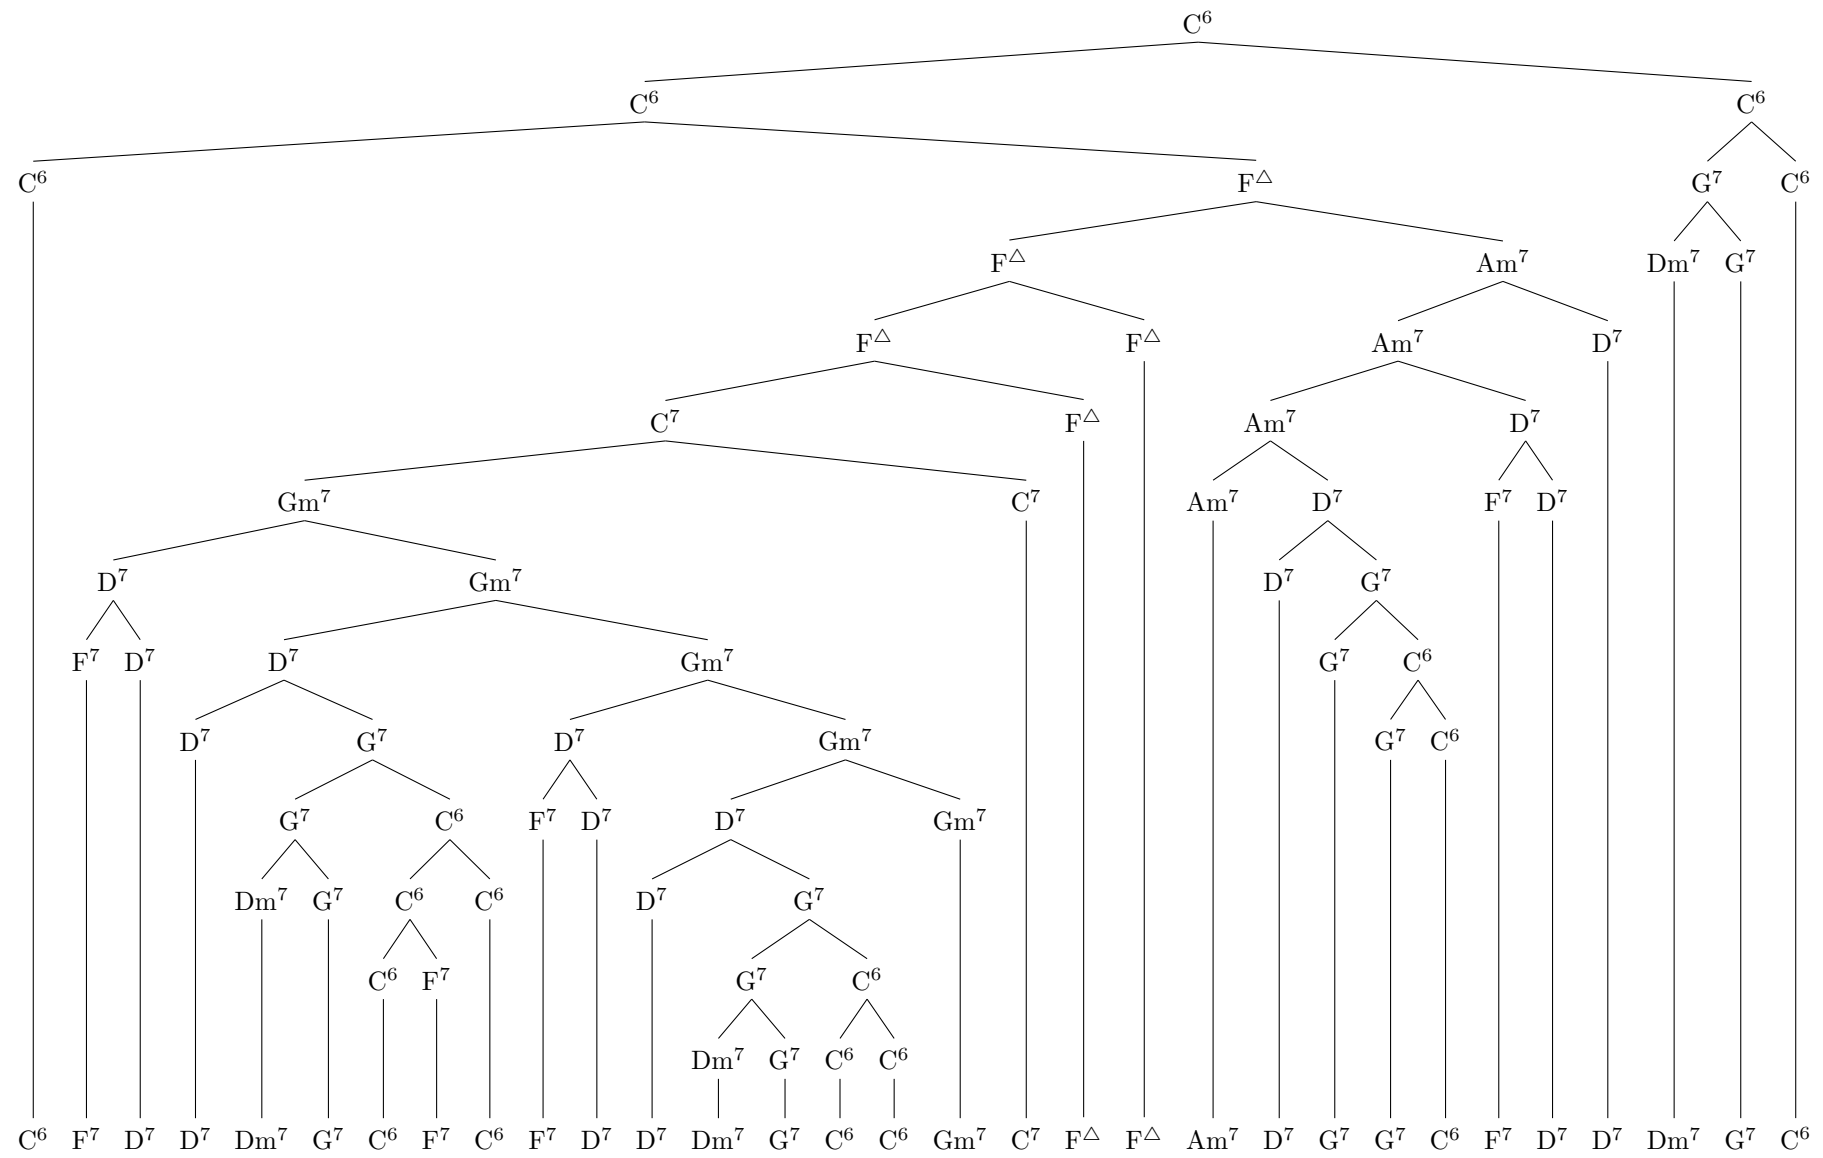 C⁶
C⁶ C⁶
C⁶ F△ G⁷ C⁶
F△ Am⁷ Dm⁷ G⁷
F△ F△ Am⁷ D⁷
C⁷ F△ Am⁷ D⁷
Gm⁷ C⁷ Am⁷ D⁷ F⁷ D⁷
D⁷ Gm⁷ D⁷ G⁷
F⁷ D⁷ D⁷ Gm⁷ G⁷ C⁶
D⁷ G⁷ D⁷ Gm⁷ G⁷ C⁶
G⁷ C⁶ F⁷ D⁷ D⁷ Gm⁷
Dm⁷ G⁷ C⁶ C⁶ D⁷ G⁷
C⁶ F⁷ G⁷ C⁶
Dm⁷ G⁷ C⁶ C⁶
C⁶ F⁷ D⁷ D⁷ Dm⁷ G⁷ C⁶ F⁷ C⁶ F⁷ D⁷ D⁷ Dm⁷ G⁷ C⁶ C⁶ Gm⁷ C⁷ F△ F△ Am⁷ D⁷ G⁷ G⁷ C⁶ F⁷ D⁷ D⁷ Dm⁷ G⁷ C⁶